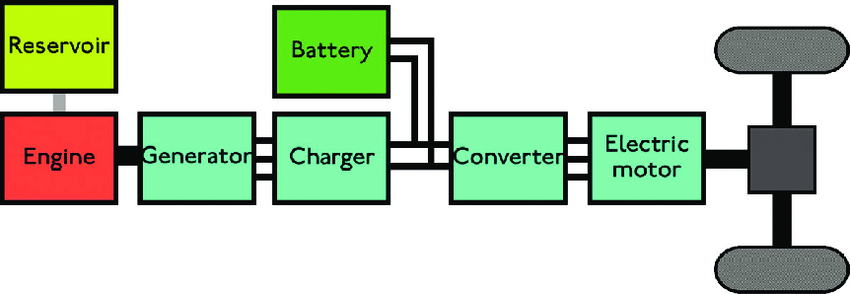 Reservoir
Battery
Engine
Generator
Charger
Converter
Electric
motor